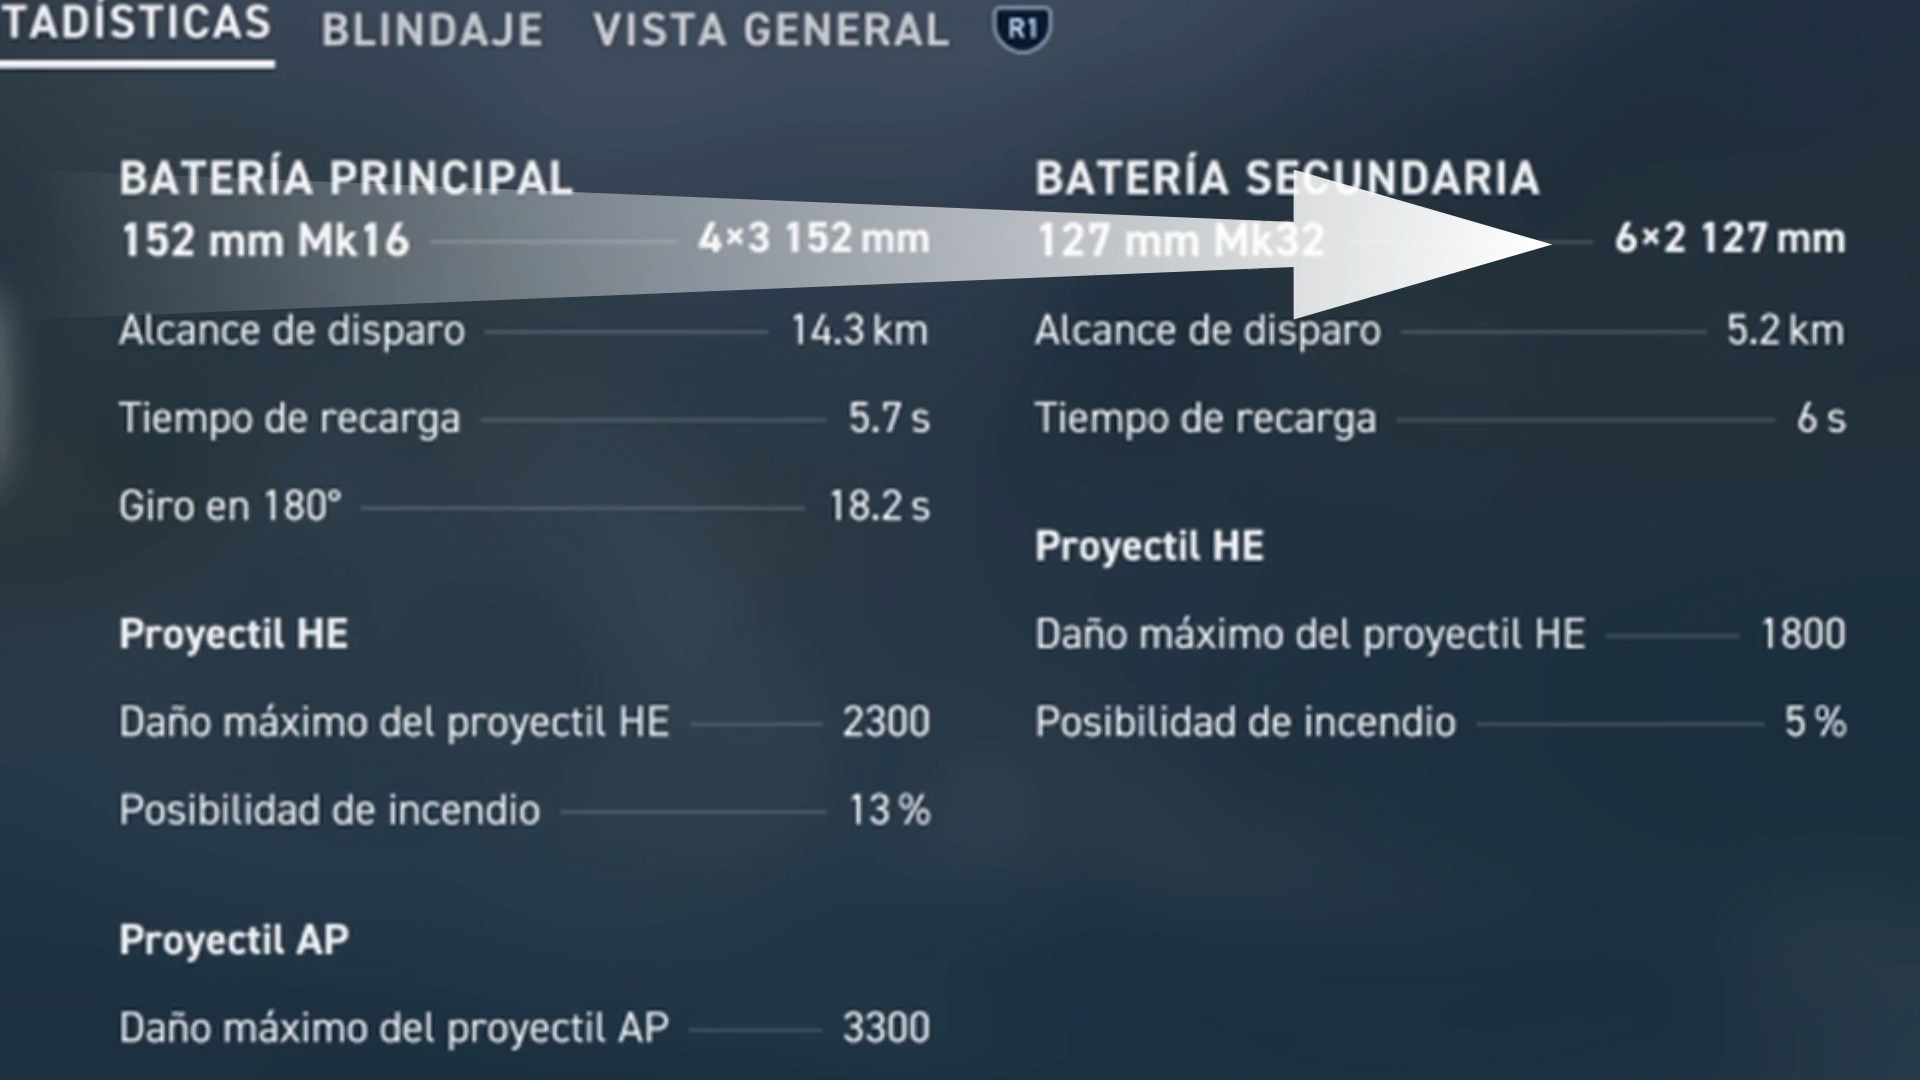 TADÍSTICAS BLINDAJE VISTA GENERAL R1
BATERÍA PRINCIPAL
152 mm Mk16 4×3 152 mm
Alcance de disparo 14.3 km
Tiempo de recarga 5.7 s
Giro en 180° 18.2 s
Proyectil HE
Daño máximo del proyectil HE 2300
Posibilidad de incendio 13 %
Proyectil AP
Daño máximo del proyectil AP 3300
BATERÍA SECUNDARIA
127 mm Mk32 6×2 127 mm
Alcance de disparo 5.2 km
Tiempo de recarga 6 s
Proyectil HE
Daño máximo del proyectil HE 1800
Posibilidad de incendio 5 %